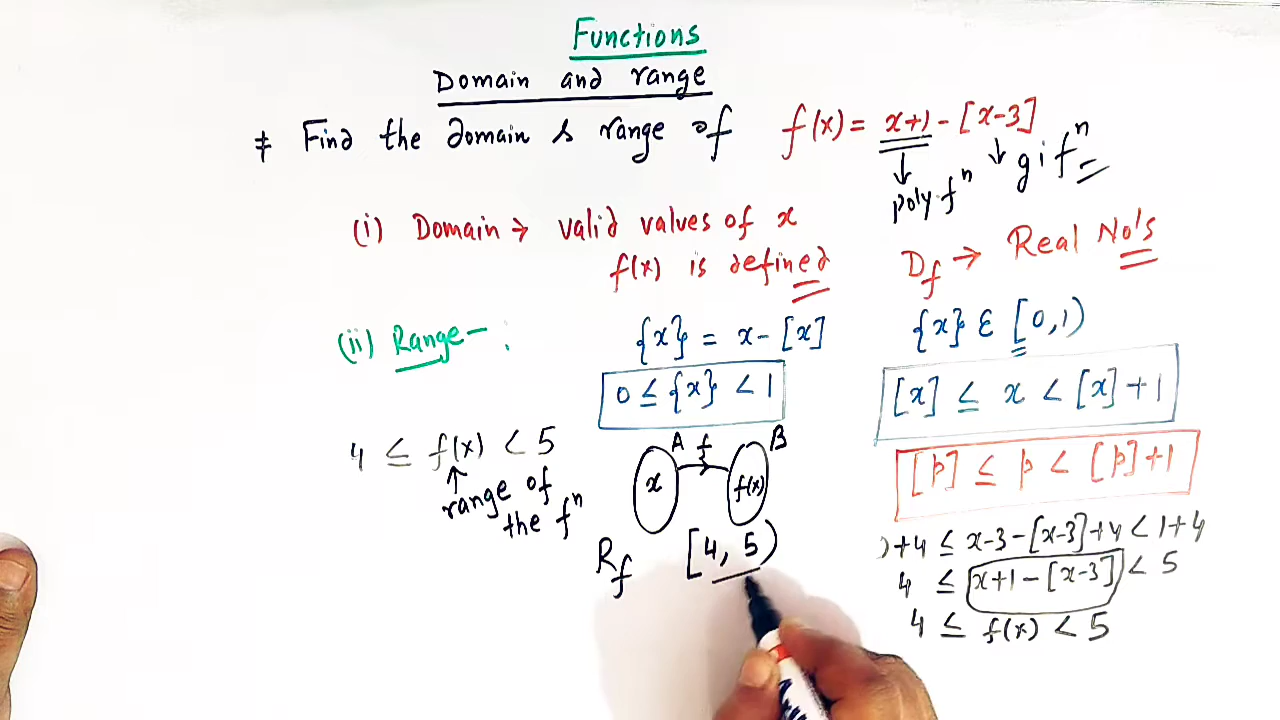 Functions
Domain and range
≠ Find the domain & range of f(x) = x+1 - [x-3]
↓ poly. fⁿ
↓ gifⁿ
(i) Domain → valid values of x
f(x) is defined
D_f → Real No's
(ii) Range - :
{x} = x - [x]
{x} ε [0,1)
0 ≤ {x} < 1
[x] ≤ x < [x] + 1
[p] ≤ p < [p] + 1
4 ≤ f(x) < 5
↑ range of
the fⁿ
A f B
x f(x)
R_f [4, 5)
)+4 ≤ x-3-[x-3]+4 < 1+4
4 ≤ x+1-[x-3] < 5
4 ≤ f(x) < 5